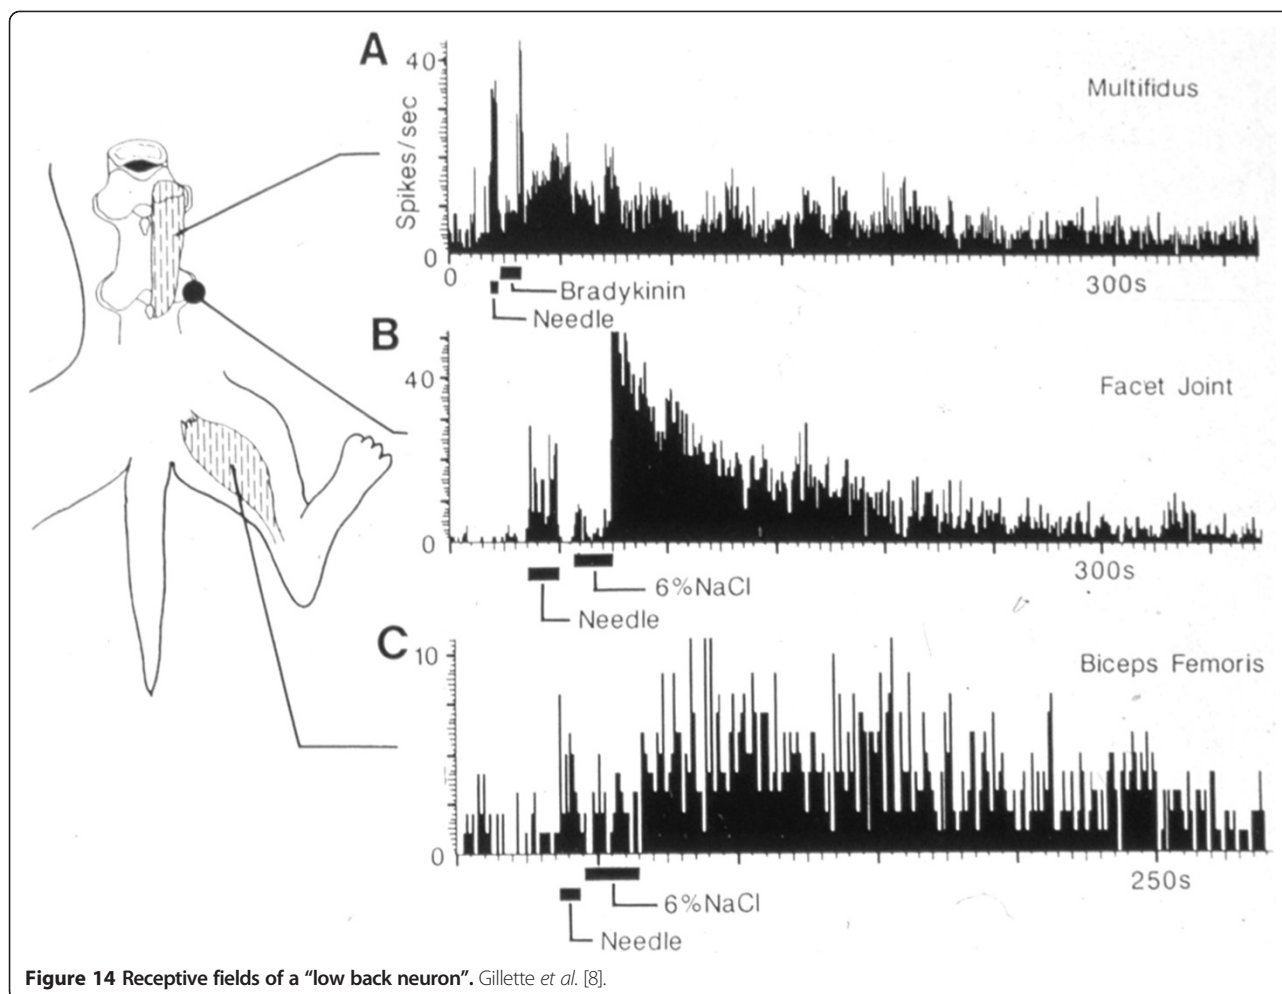 A
40
Spikes/sec
Multifidus
0
0
300s
Bradykinin
Needle
B
40
Facet Joint
0
300s
6%NaCl
Needle
C
10
Biceps Femoris
0
250s
6%NaCl
Needle
Figure 14 Receptive fields of a “low back neuron”. Gillette et al. [8].